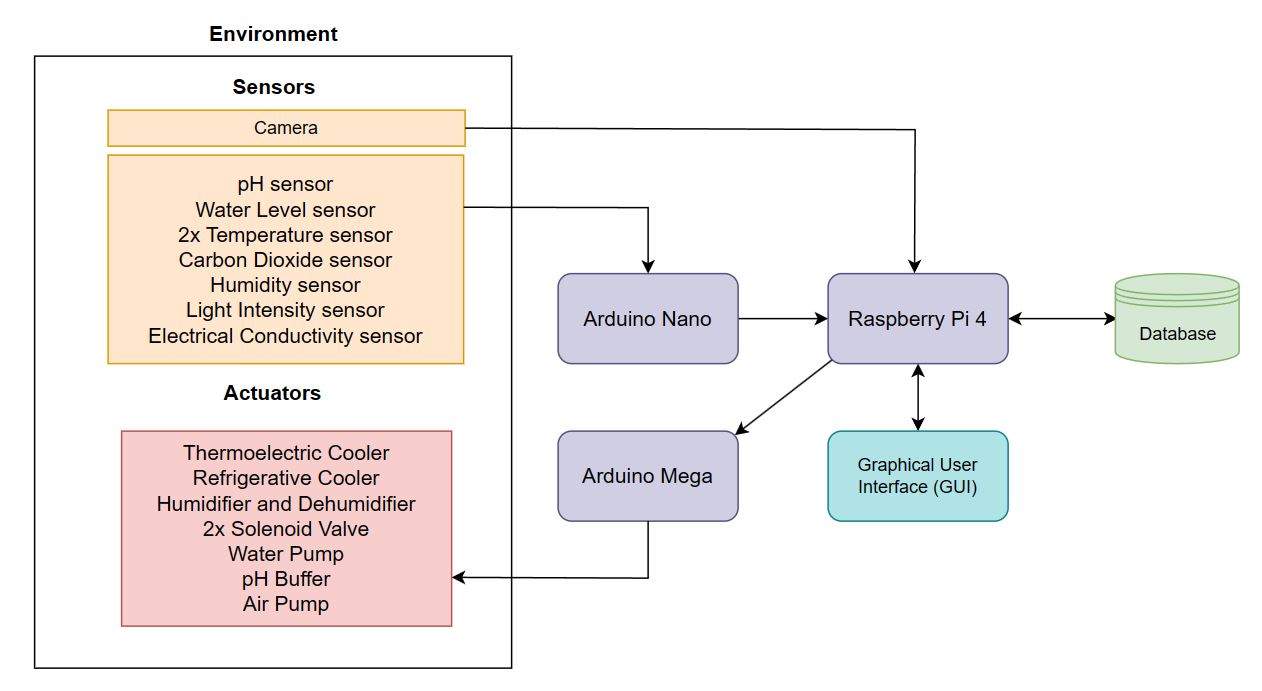 Environment
Sensors
Camera
pH sensor
Water Level sensor
2x Temperature sensor
Carbon Dioxide sensor
Humidity sensor
Light Intensity sensor
Electrical Conductivity sensor
Actuators
Thermoelectric Cooler
Refrigerative Cooler
Humidifier and Dehumidifier
2x Solenoid Valve
Water Pump
pH Buffer
Air Pump
Arduino Nano
Raspberry Pi 4
Database
Arduino Mega
Graphical User
Interface (GUI)